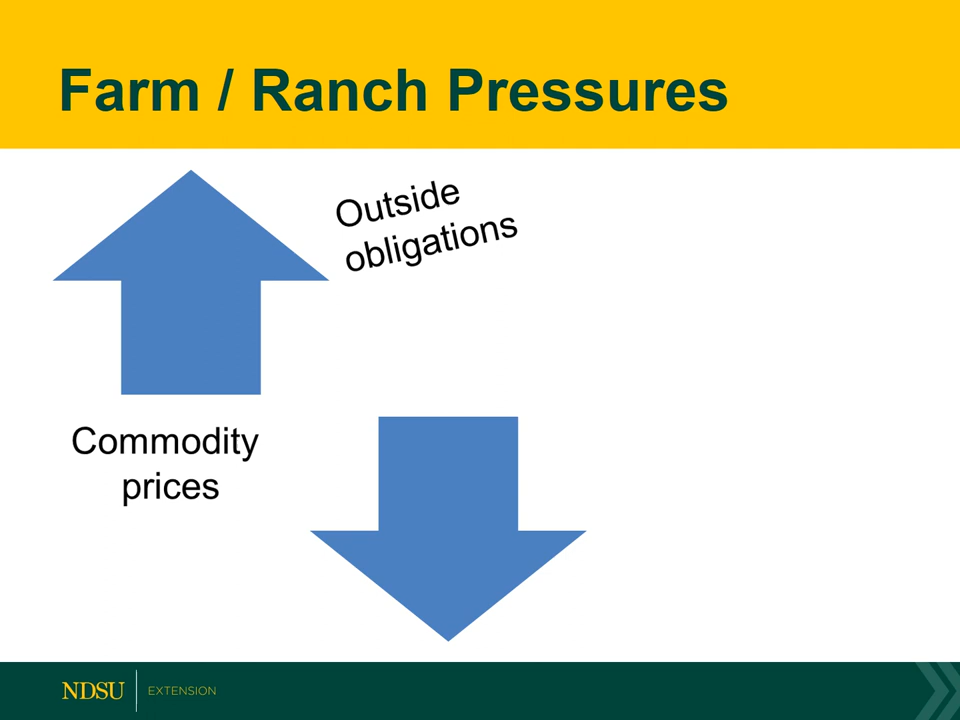 Farm / Ranch Pressures
Outside
obligations
Commodity
prices
NDSU EXTENSION